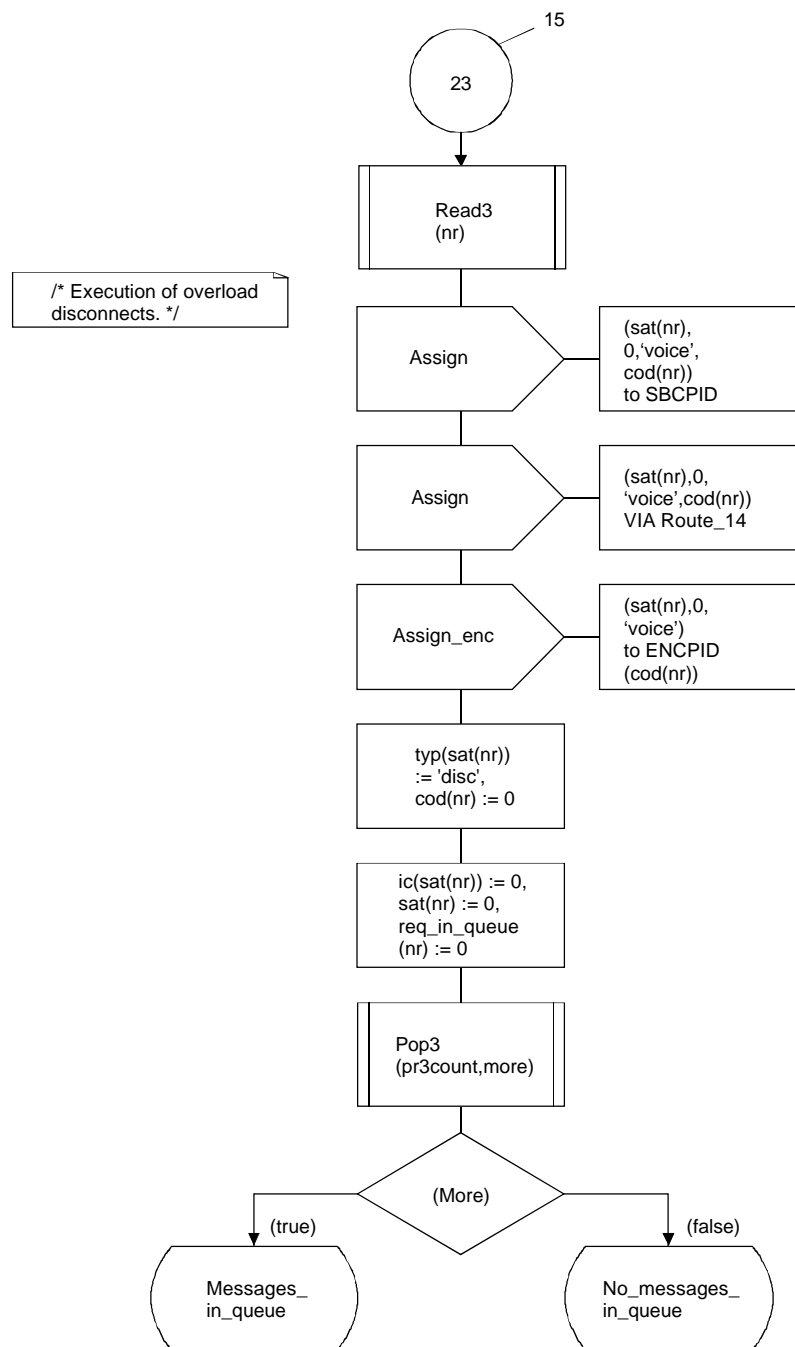 15
23
Read3
(nr)
/* Execution of overload
disconnects. */
Assign
(sat(nr),
0,‘voice’,
cod(nr))
to SBCPID
Assign
(sat(nr),0,
‘voice’,cod(nr))
VIA Route_14
Assign_enc
(sat(nr),0,
‘voice’)
to ENCPID
(cod(nr))
typ(sat(nr))
:= 'disc',
cod(nr) := 0
ic(sat(nr)) := 0,
sat(nr) := 0,
req_in_queue
(nr) := 0
Pop3
(pr3count,more)
(More)
(true)
(false)
Messages_
in_queue
No_messages_
in_queue